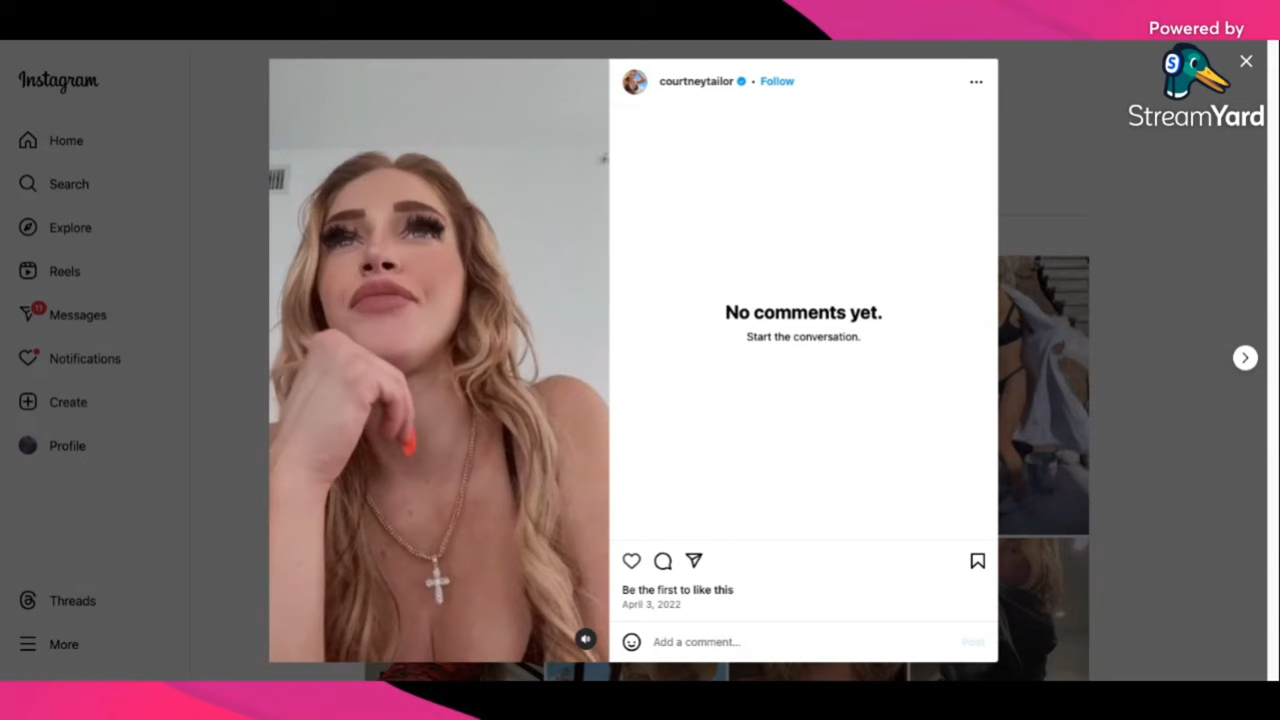 Powered by
StreamYard
Instagram
Home
Search
Explore
Reels
11
Messages
Notifications
Create
Profile
Threads
More
courtneytailor • Follow
No comments yet.
Start the conversation.
Be the first to like this
April 3, 2022
Add a comment...
Post